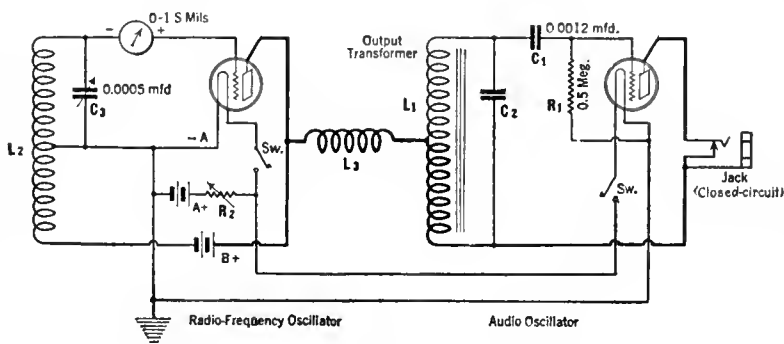 0-1 S Mils
- +
0.0005 mfd
C3
L2
-A
Sw.
A+
R2
B+
L3
Output
Transformer
L1
0.0012 mfd.
C1
C2
R1
0.5 Meg.
Sw.
Jack
(Closed-circuit)
Radio-Frequency Oscillator
Audio Oscillator